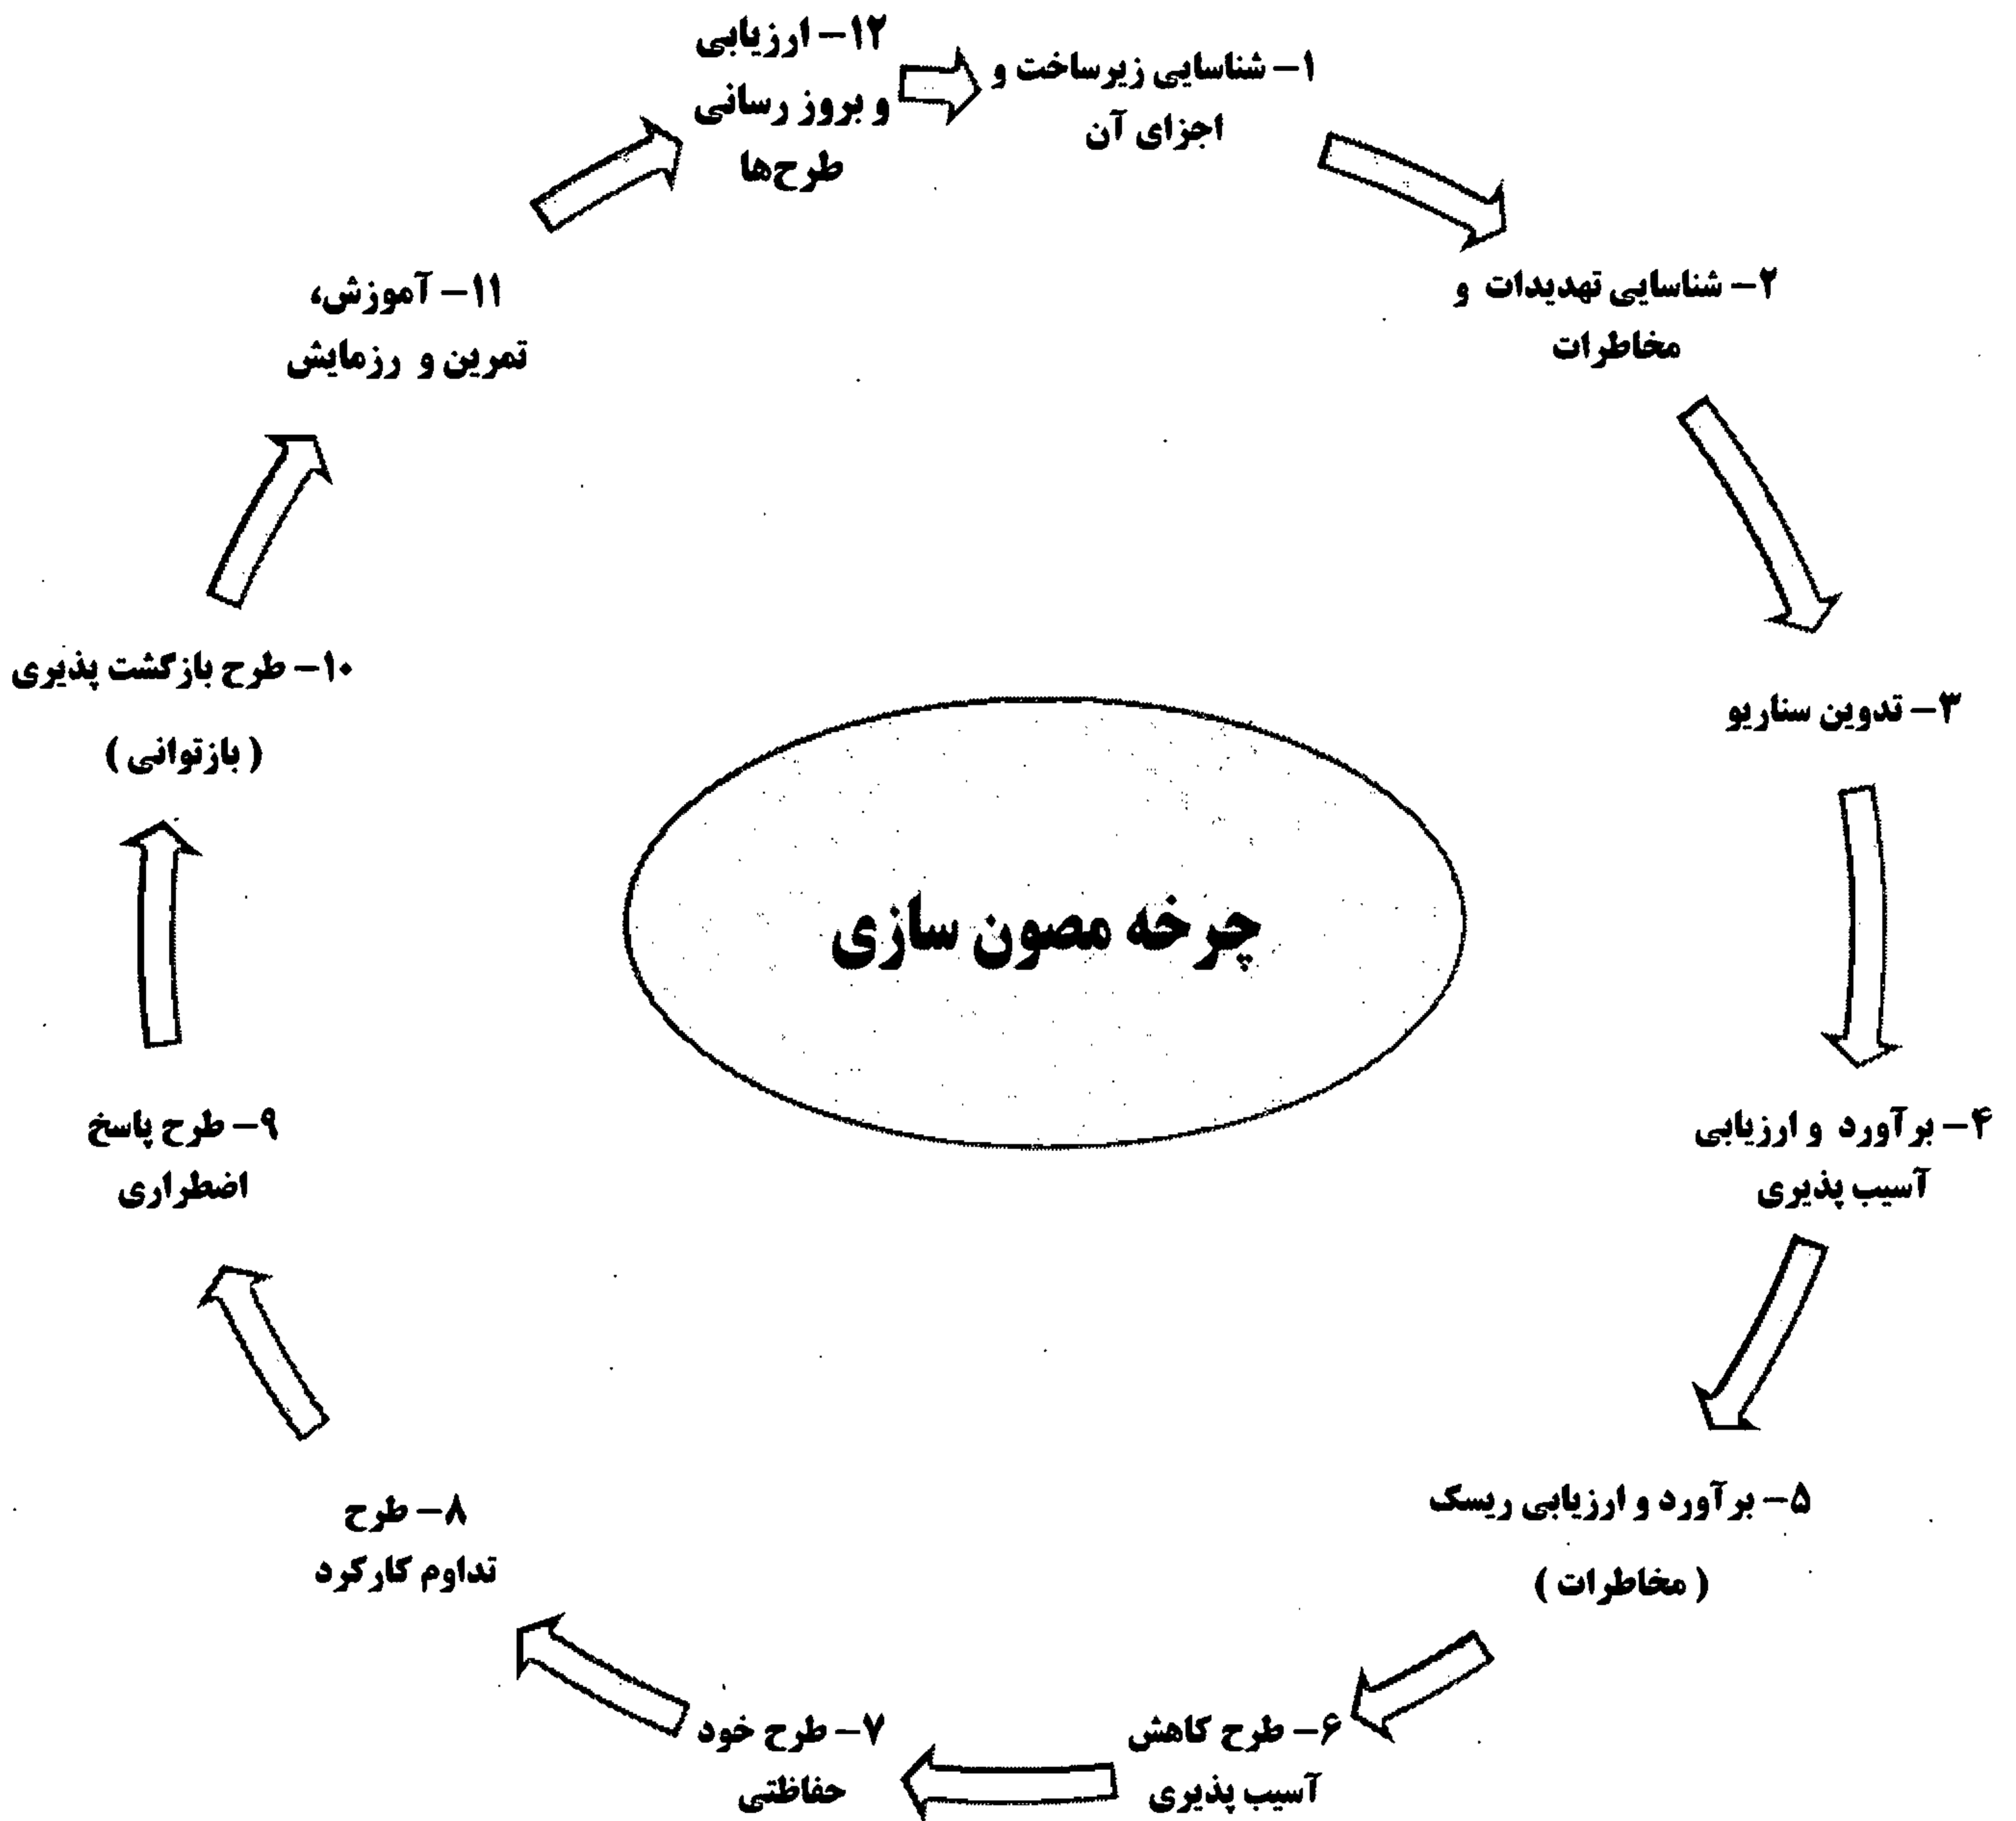 ۱- شناسایی زیرساخت و
اجزای آن
۲- شناسایی تهدیدات و
مخاطرات
۳- تدوین سناریو
۴- برآورد و ارزیابی
آسیب پذیری
۵- برآورد و ارزیابی ریسک
( مخاطرات )
۶- طرح کاهش
آسیب پذیری
۷- طرح خود
حفاظتی
۸- طرح
تداوم کارکرد
۹- طرح پاسخ
اضطراری
۱۰- طرح بازگشت پذیری
( بازتوانی )
۱۱- آموزش،
تمرین و رزمایش
۱۲- ارزیابی
و بروز رسانی
طرح‌ها
چرخه مصون سازی